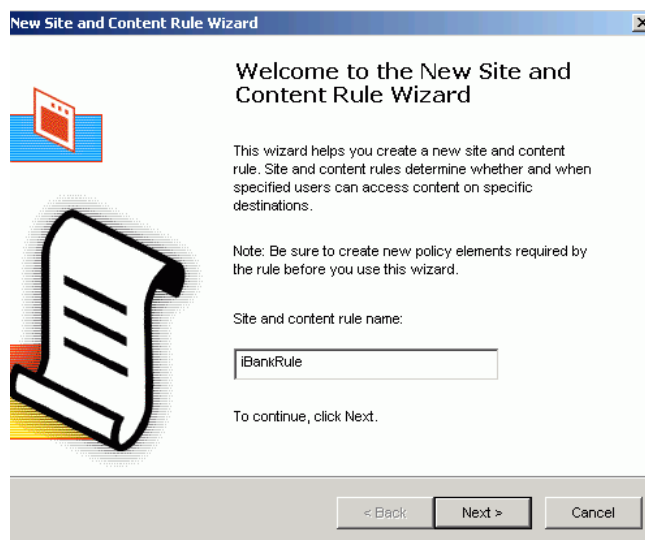 New Site and Content Rule Wizard
Welcome to the New Site and
Content Rule Wizard
This wizard helps you create a new site and content
rule. Site and content rules determine whether and when
specified users can access content on specific
destinations.
Note: Be sure to create new policy elements required by
the rule before you use this wizard.
Site and content rule name:
iBankRule
To continue, click Next.
< Back Next > Cancel